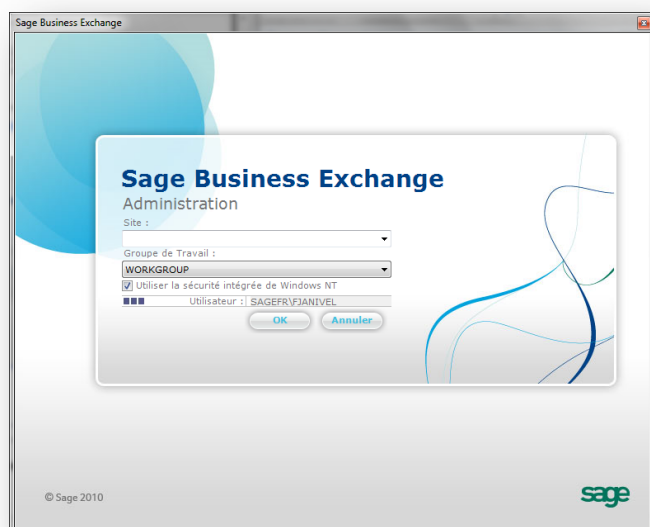 Sage Business Exchange
Sage Business Exchange
Administration
Site :
Groupe de Travail :
WORKGROUP
Utiliser la sécurité intégrée de Windows NT
Utilisateur : SAGEFR\FJANIVEL
OK Annuler
© Sage 2010
sage